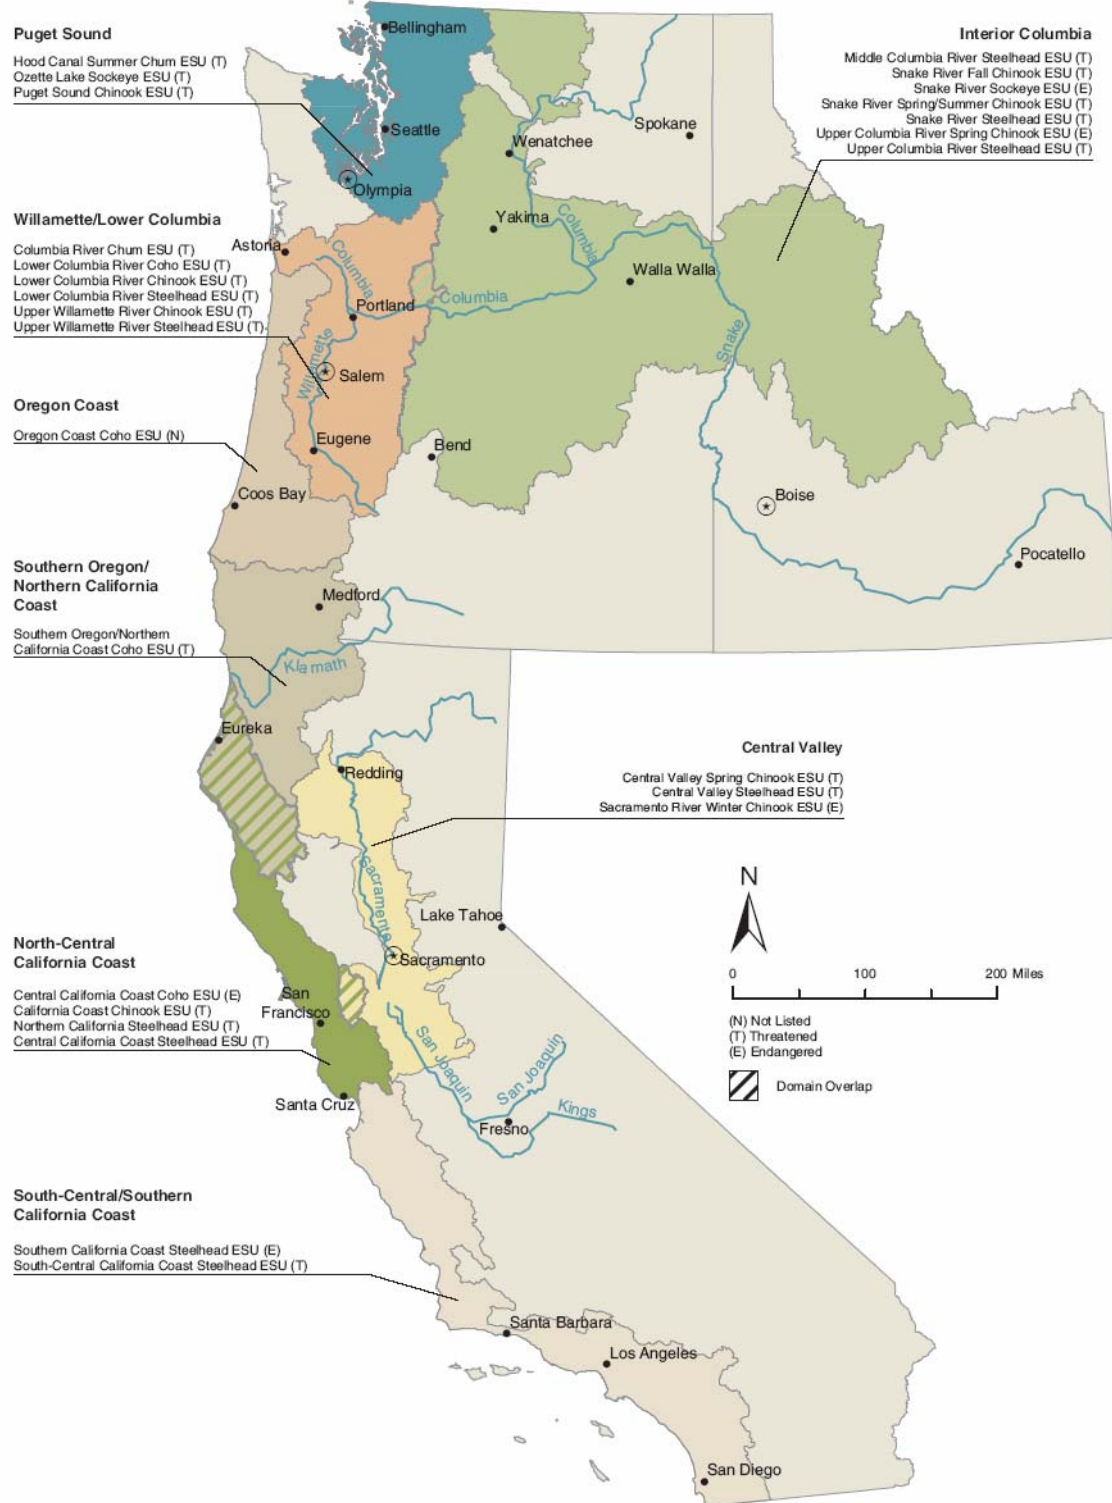 Puget Sound
Hood Canal Summer Chum ESU (T)
Ozette Lake Sockeye ESU (T)
Puget Sound Chinook ESU (T)
Interior Columbia
Middle Columbia River Steelhead ESU (T)
Snake River Fall Chinook ESU (T)
Snake River Sockeye ESU (E)
Snake River Spring/Summer Chinook ESU (T)
Snake River Steelhead ESU (T)
Upper Columbia River Spring Chinook ESU (E)
Upper Columbia River Steelhead ESU (T)
Bellingham
Seattle
Olympia
Wenatchee
Spokane
Yakima
Walla Walla
Columbia
Snake
Willamette/Lower Columbia
Columbia River Chum ESU (T)
Lower Columbia River Coho ESU (T)
Lower Columbia River Chinook ESU (T)
Lower Columbia River Steelhead ESU (T)
Upper Willamette River Chinook ESU (T)
Upper Willamette River Steelhead ESU (T)
Astoria
Columbia
Portland
Columbia
Willamette
Salem
Eugene
Bend
Oregon Coast
Oregon Coast Coho ESU (N)
Coos Bay
Boise
Pocatello
Southern Oregon/
Northern California
Coast
Southern Oregon/Northern
California Coast Coho ESU (T)
Medford
Klamath
Eureka
Redding
Central Valley
Central Valley Spring Chinook ESU (T)
Central Valley Steelhead ESU (T)
Sacramento River Winter Chinook ESU (E)
Sacramento
Lake Tahoe
Sacramento
N
0 100 200 Miles
(N) Not Listed
(T) Threatened
(E) Endangered
Domain Overlap
North-Central
California Coast
Central California Coast Coho ESU (E)
California Coast Chinook ESU (T)
Northern California Steelhead ESU (T)
Central California Coast Steelhead ESU (T)
San
Francisco
Santa Cruz
San Joaquin
San Joaquin
Kings
Fresno
South-Central/Southern
California Coast
Southern California Coast Steelhead ESU (E)
South-Central California Coast Steelhead ESU (T)
Santa Barbara
Los Angeles
San Diego